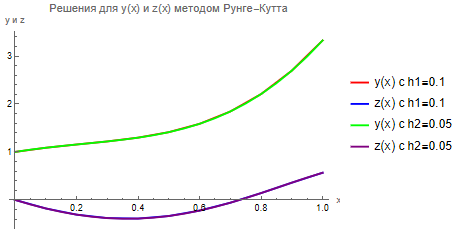 Решения для y(x) и z(x) методом Рунге–Кутта
y и z
3
2
1
0.2 0.4 0.6 0.8 1.0
x
y(x) с h1=0.1
z(x) с h1=0.1
y(x) с h2=0.05
z(x) с h2=0.05